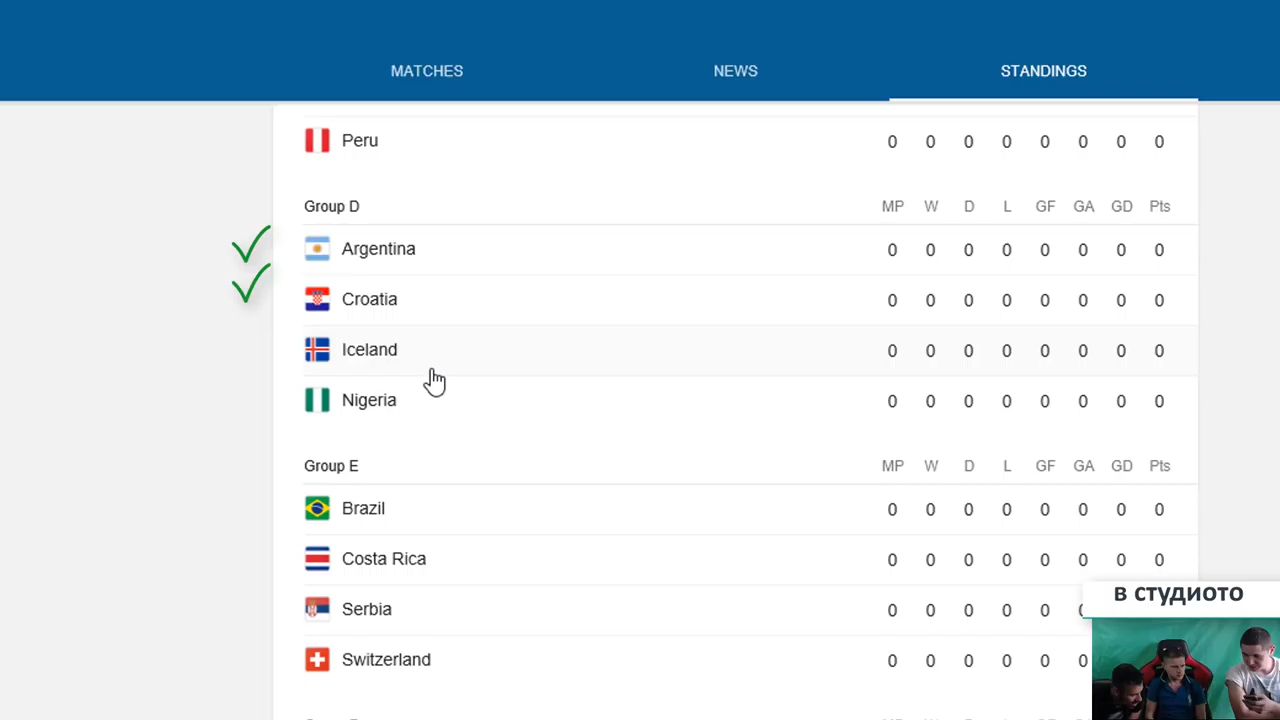 MATCHES NEWS STANDINGS
Peru 0 0 0 0 0 0 0 0
Group D MP W D L GF GA GD Pts
Argentina 0 0 0 0 0 0 0 0
Croatia 0 0 0 0 0 0 0 0
Iceland 0 0 0 0 0 0 0 0
Nigeria 0 0 0 0 0 0 0 0
Group E MP W D L GF GA GD Pts
Brazil 0 0 0 0 0 0 0 0
Costa Rica 0 0 0 0 0 0 0 0
Serbia 0 0 0 0 0
Switzerland 0 0 0 0 0 0
в студиото